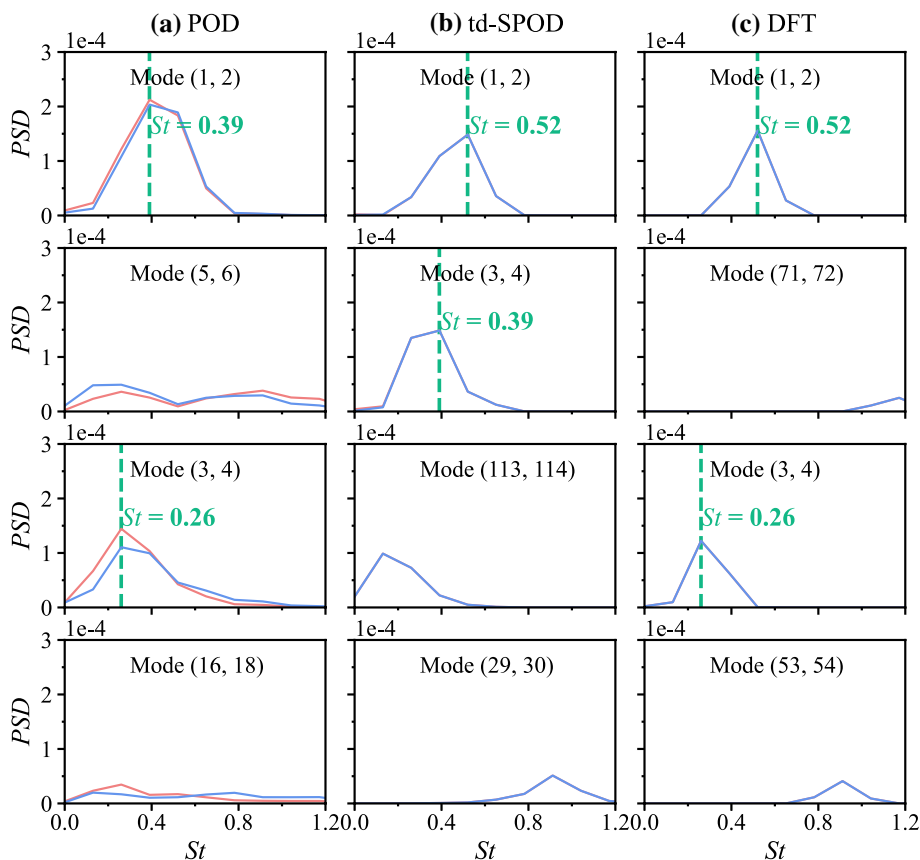 (a) POD (b) td-SPOD (c) DFT
1e-4 1e-4 1e-4
3
Mode (1, 2) Mode (1, 2) Mode (1, 2)
2
St = 0.39 St = 0.52 St = 0.52
PSD
1
0
1e-4 1e-4 1e-4
3
Mode (5, 6) Mode (3, 4) Mode (71, 72)
2
St = 0.39
PSD
1
0
1e-4 1e-4 1e-4
3
Mode (3, 4) Mode (113, 114) Mode (3, 4)
2
St = 0.26 St = 0.26
PSD
1
0
1e-4 1e-4 1e-4
3
Mode (16, 18) Mode (29, 30) Mode (53, 54)
2
PSD
1
0
0.0 0.4 0.8 1.20.0 0.4 0.8 1.20.0 0.4 0.8 1.2
St St St